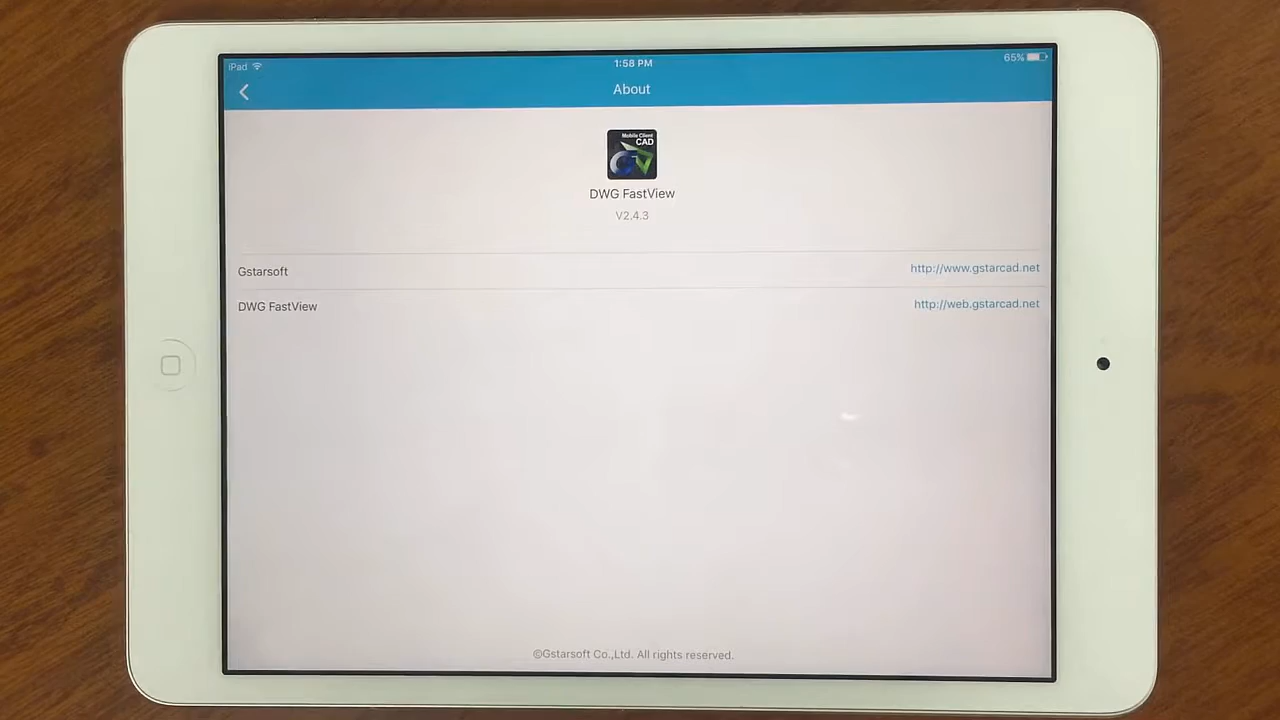 iPad 1:58 PM 65%
About
Mobile Client
CAD
DWG FastView
V2.4.3
Gstarsoft http://www.gstarcad.net
DWG FastView http://web.gstarcad.net
©Gstarsoft Co.,Ltd. All rights reserved.